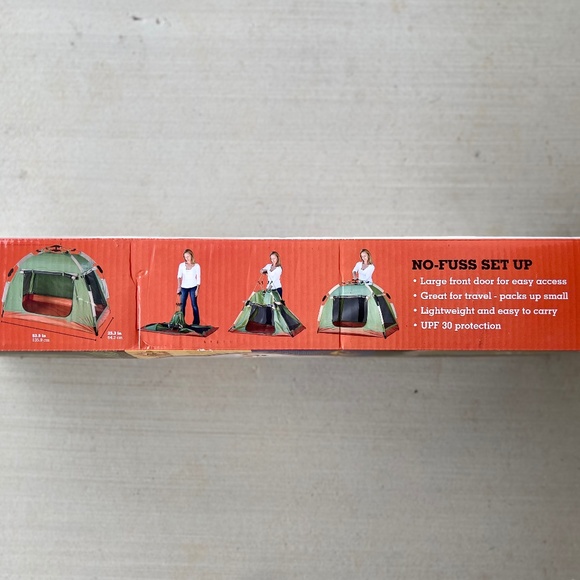 NO-FUSS SET UP
• Large front door for easy access
• Great for travel - packs up small
• Lightweight and easy to carry
• UPF 30 protection